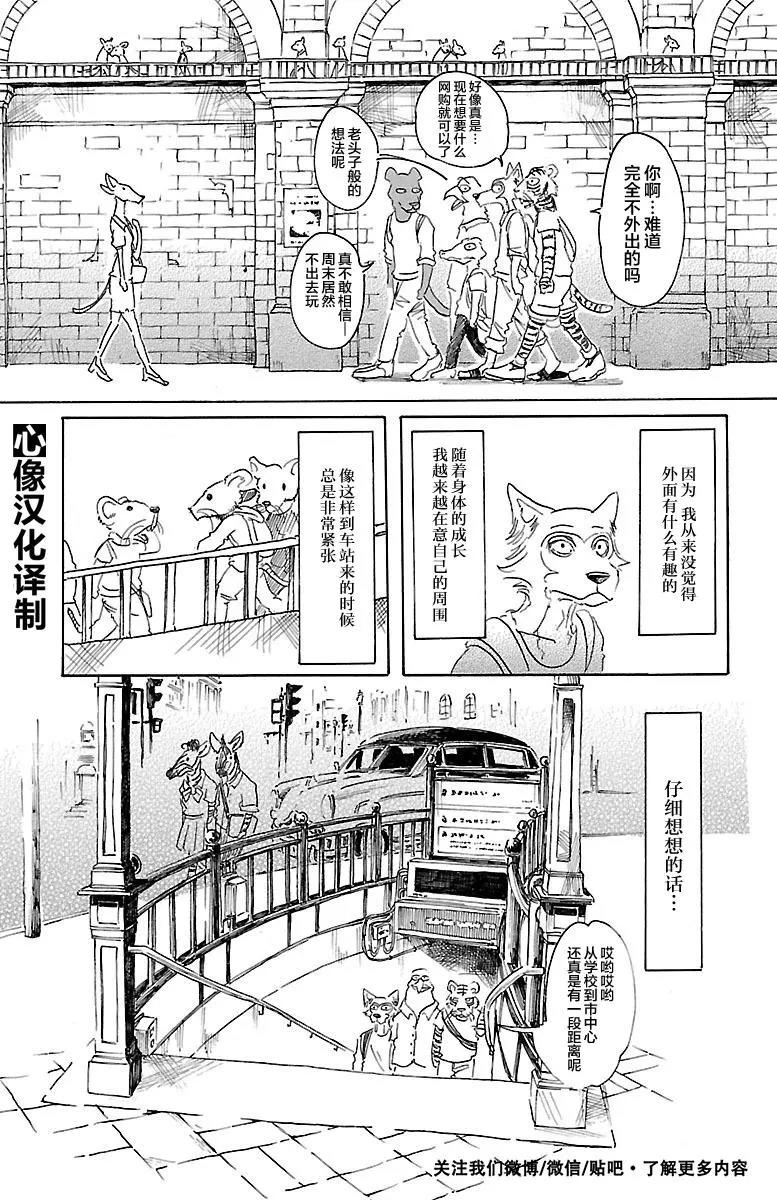 你啊…难道
完全不外出的吗
好像真是…
现在想要什么
网购就可以了
老头子般的
想法呢
真不敢相信
周末居然
不出去玩
因为 我从来没觉得
外面有什么有趣的
随着身体的成长
我越来越在意自己的周围
像这样到车站来的时候
总是非常紧张
心像汉化译制
仔细想想的话…
哎哟哎哟
从学校到市中心
还真是有一段距离呢
关注我们微博/微信/贴吧·了解更多内容